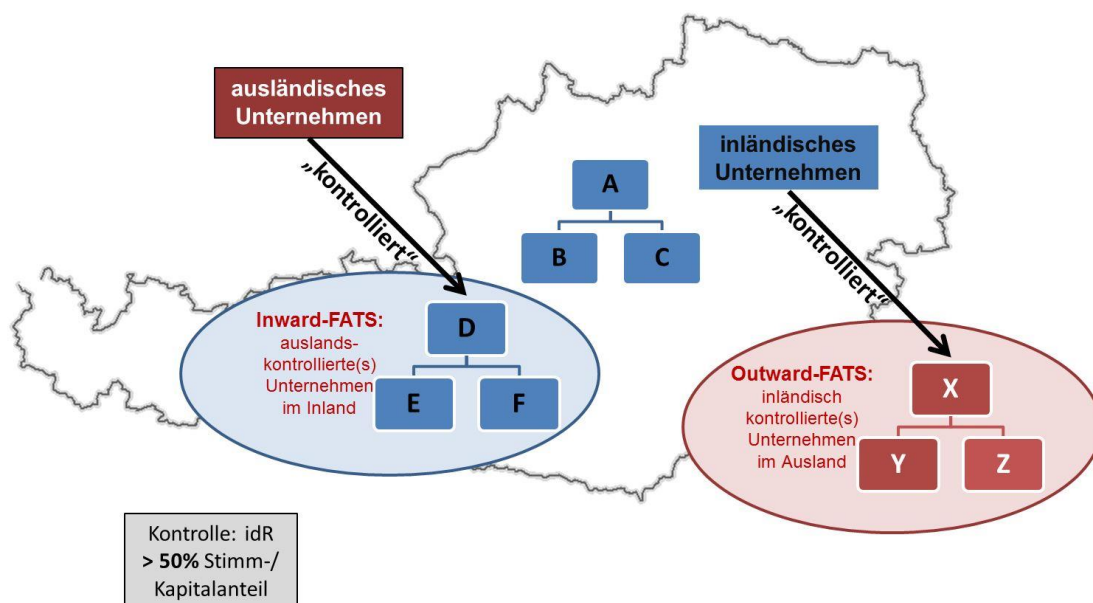 ausländisches
Unternehmen
„kontrolliert“
inländisches
Unternehmen
„kontrolliert“
A
B
C
Inward-FATS:
auslands-
kontrollierte(s)
Unternehmen
im Inland
D
E
F
Outward-FATS:
inländisch
kontrollierte(s)
Unternehmen
im Ausland
X
Y
Z
Kontrolle: idR
> 50% Stimm-/
Kapitalanteil